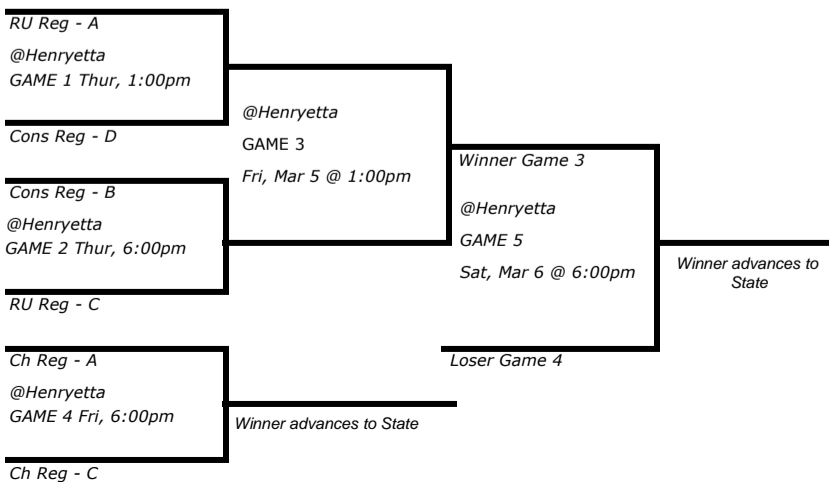 RU Reg - A
@Henryetta
GAME 1 Thur, 1:00pm
Cons Reg - D
@Henryetta
GAME 3
Fri, Mar 5 @ 1:00pm
Cons Reg - B
@Henryetta
GAME 2 Thur, 6:00pm
RU Reg - C
Winner Game 3
@Henryetta
GAME 5
Sat, Mar 6 @ 6:00pm
Loser Game 4
Winner advances to
State
Ch Reg - A
@Henryetta
GAME 4 Fri, 6:00pm
Ch Reg - C
Winner advances to State